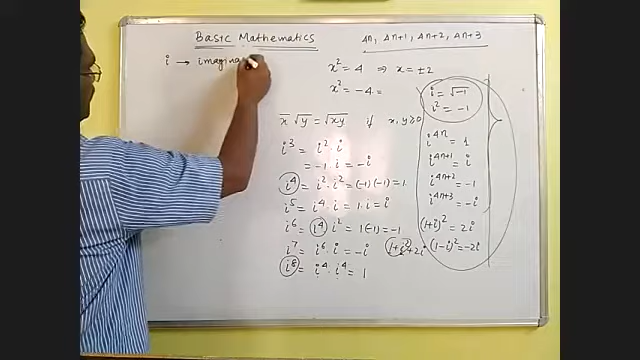 Basic Mathematics
4n, 4n+1, 4n+2, 4n+3
i → imagina
x² = 4 ⇒ x = ±2
x² = -4 =
i = √-1
i² = -1
√x √y = √xy if x, y ≥ 0
i³ = i² · i
= -1 · i = -i
i⁴ = i² · i² = (-1)(-1) = 1
i⁵ = i⁴ · i = 1 · i = i
i⁶ = i⁴ i² = 1(-1) = -1
i⁷ = i⁶ · i = -i
i⁸ = i⁴ · i⁴ = 1
i⁴ⁿ = 1
i⁴ⁿ⁺¹ = i
i⁴ⁿ⁺² = -1
i⁴ⁿ⁺³ = -i
(1+i)² = 2i
1+i²+2i
(1-i)² = -2i